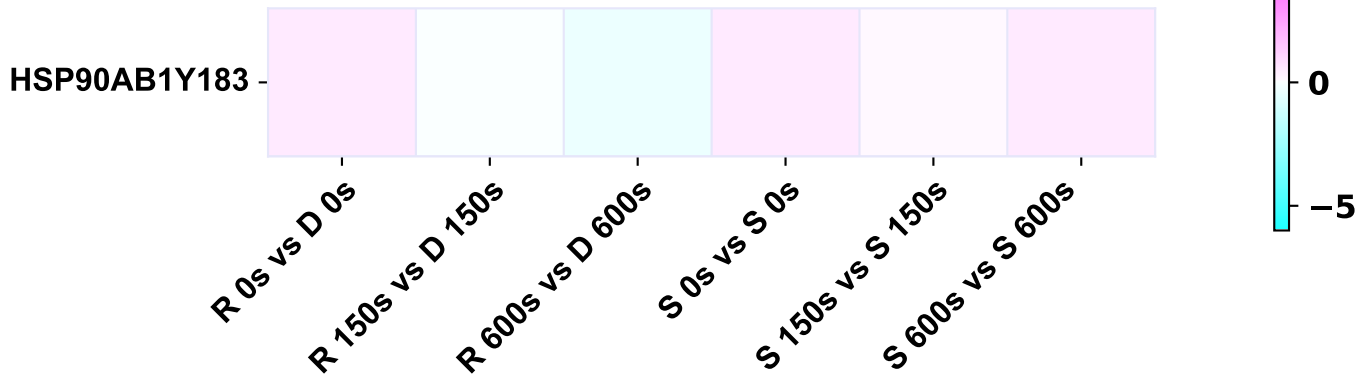 HSP90AB1Y183
0
−5
R 0s vs D 0s
R 150s vs D 150s
R 600s vs D 600s
S 0s vs S 0s
S 150s vs S 150s
S 600s vs S 600s